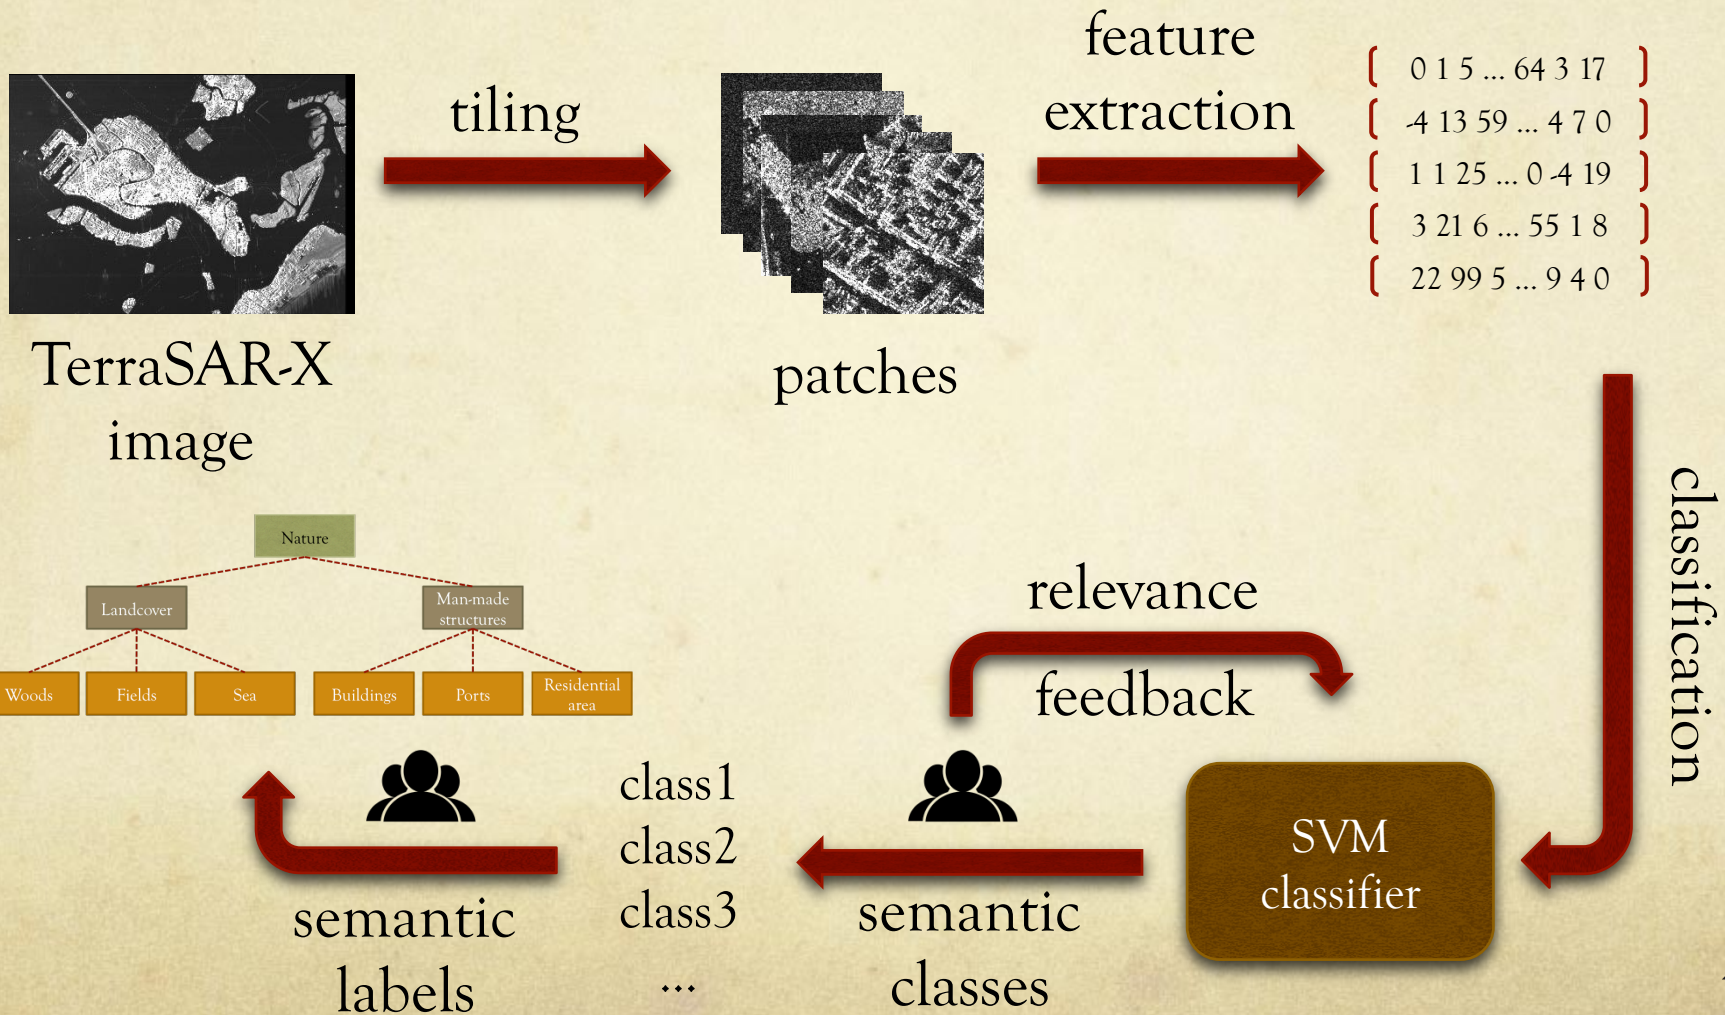 TerraSAR-X
image
tiling
patches
feature
extraction
0 1 5 ... 64 3 17
-4 13 59 ... 4 7 0
1 1 25 ... 0 -4 19
3 21 6 ... 55 1 8
22 99 5 ... 9 4 0
classification
SVM
classifier
relevance
feedback
semantic
classes
class1
class2
class3
...
semantic
labels
Nature
Landcover
Man-made
structures
Woods
Fields
Sea
Buildings
Ports
Residential
area